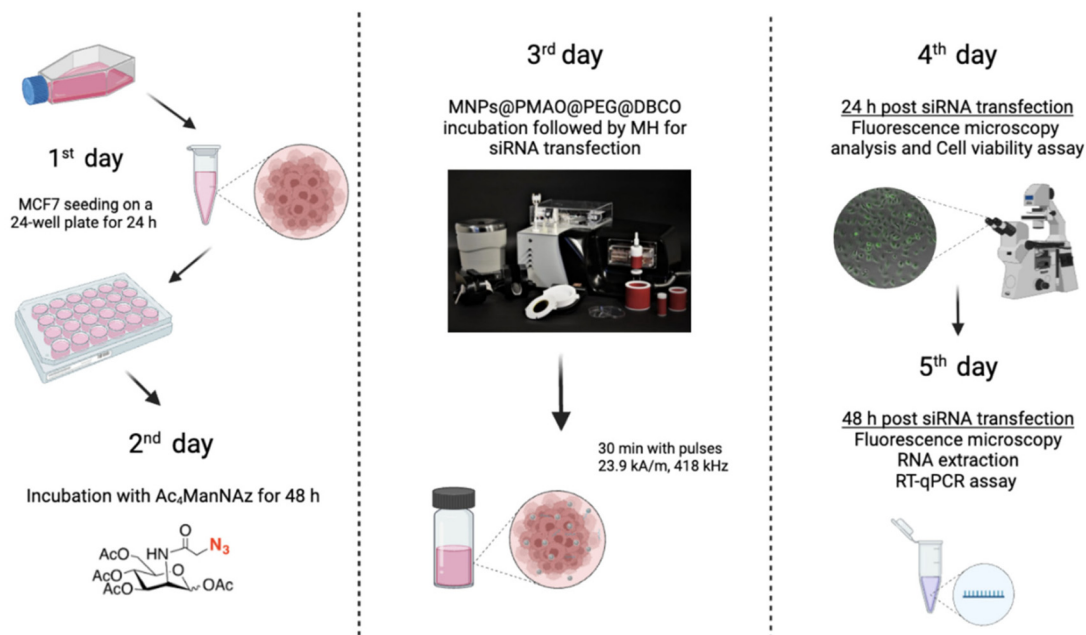 1st day
MCF7 seeding on a
24-well plate for 24 h
2nd day
Incubation with Ac₄ManNAz for 48 h
O
N₃
HN
AcO
O
AcO
AcO
OAc
3rd day
MNPs@PMAO@PEG@DBCO
incubation followed by MH for
siRNA transfection
30 min with pulses
23.9 kA/m, 418 kHz
4th day
24 h post siRNA transfection
Fluorescence microscopy
analysis and Cell viability assay
5th day
48 h post siRNA transfection
Fluorescence microscopy
RNA extraction
RT-qPCR assay